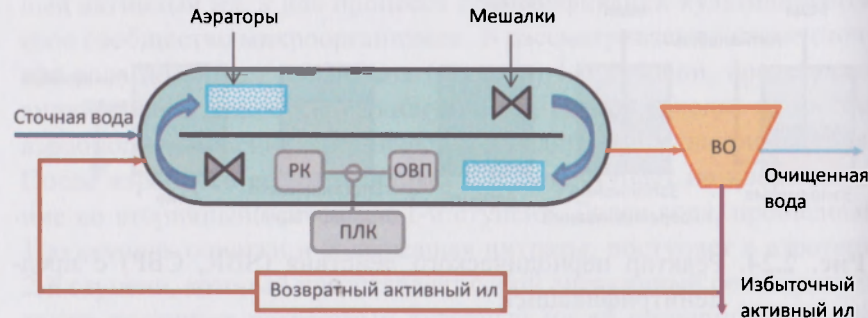 Аэраторы
Мешалки
Сточная вода
РК
ОВП
ПЛК
ВО
Очищенная
вода
Возвратный активный ил
Избыточный
активный ил